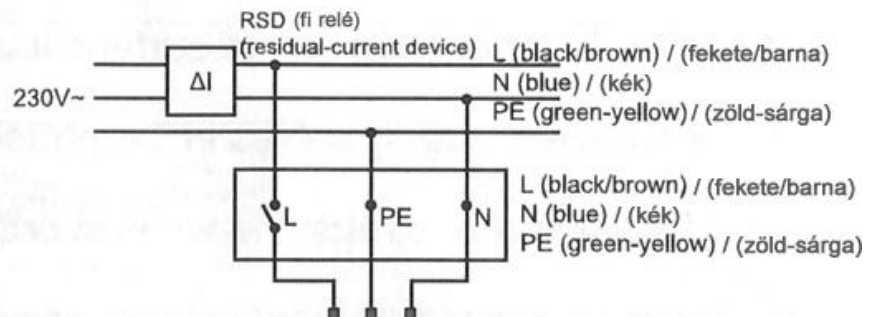 RSD (fi relé)
(residual-current device)
L (black/brown) / (fekete/barna)
ΔI
N (blue) / (kék)
230V~
PE (green-yellow) / (zöld-sárga)
L (black/brown) / (fekete/barna)
L
PE
N
N (blue) / (kék)
PE (green-yellow) / (zöld-sárga)